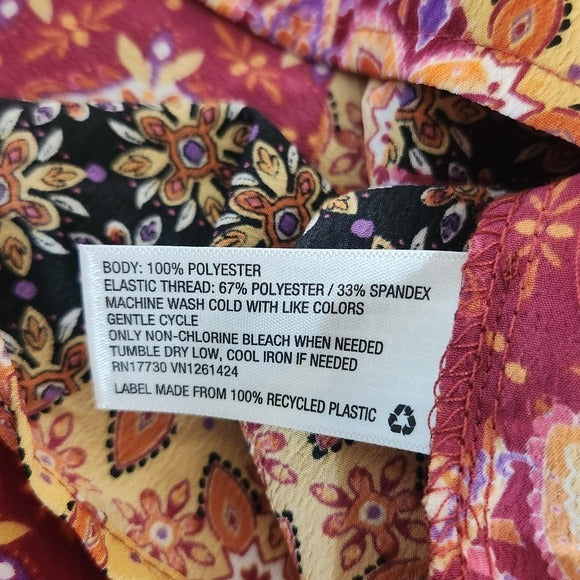 BODY: 100% POLYESTER
ELASTIC THREAD: 67% POLYESTER / 33% SPANDEX
MACHINE WASH COLD WITH LIKE COLORS
GENTLE CYCLE
ONLY NON-CHLORINE BLEACH WHEN NEEDED
TUMBLE DRY LOW, COOL IRON IF NEEDED
RN17730 VN1261424
LABEL MADE FROM 100% RECYCLED PLASTIC